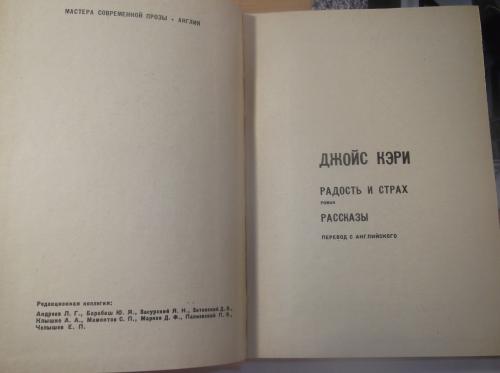 МАСТЕРА СОВРЕМЕННОЙ ПРОЗЫ • АНГЛИЯ
Редакционная коллегия:
Андреев Л. Г., Барабаш Ю. Я., Засурский Я. Н., Затонский Д. В.,
Клышко А. А., Мамонтов С. П., Марков Д. Ф., Палиевский П. В.,
Челышев Е. П.
ДЖОЙС КЭРИ
РАДОСТЬ И СТРАХ
РОМАН
РАССКАЗЫ
ПЕРЕВОД С АНГЛИЙСКОГО